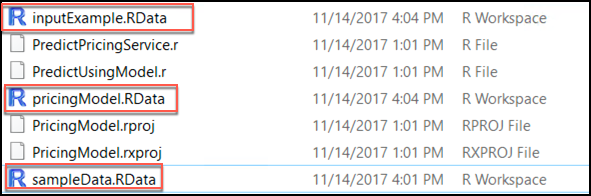 inputExample.RData 11/14/2017 4:04 PM R Workspace
PredictPricingService.r 11/14/2017 1:01 PM R File
PredictUsingModel.r 11/14/2017 1:01 PM R File
pricingModel.RData 11/14/2017 4:04 PM R Workspace
PricingModel.rproj 11/14/2017 1:01 PM RPROJ File
PricingModel.rxproj 11/14/2017 1:01 PM RXPROJ File
sampleData.RData 11/14/2017 4:01 PM R Workspace